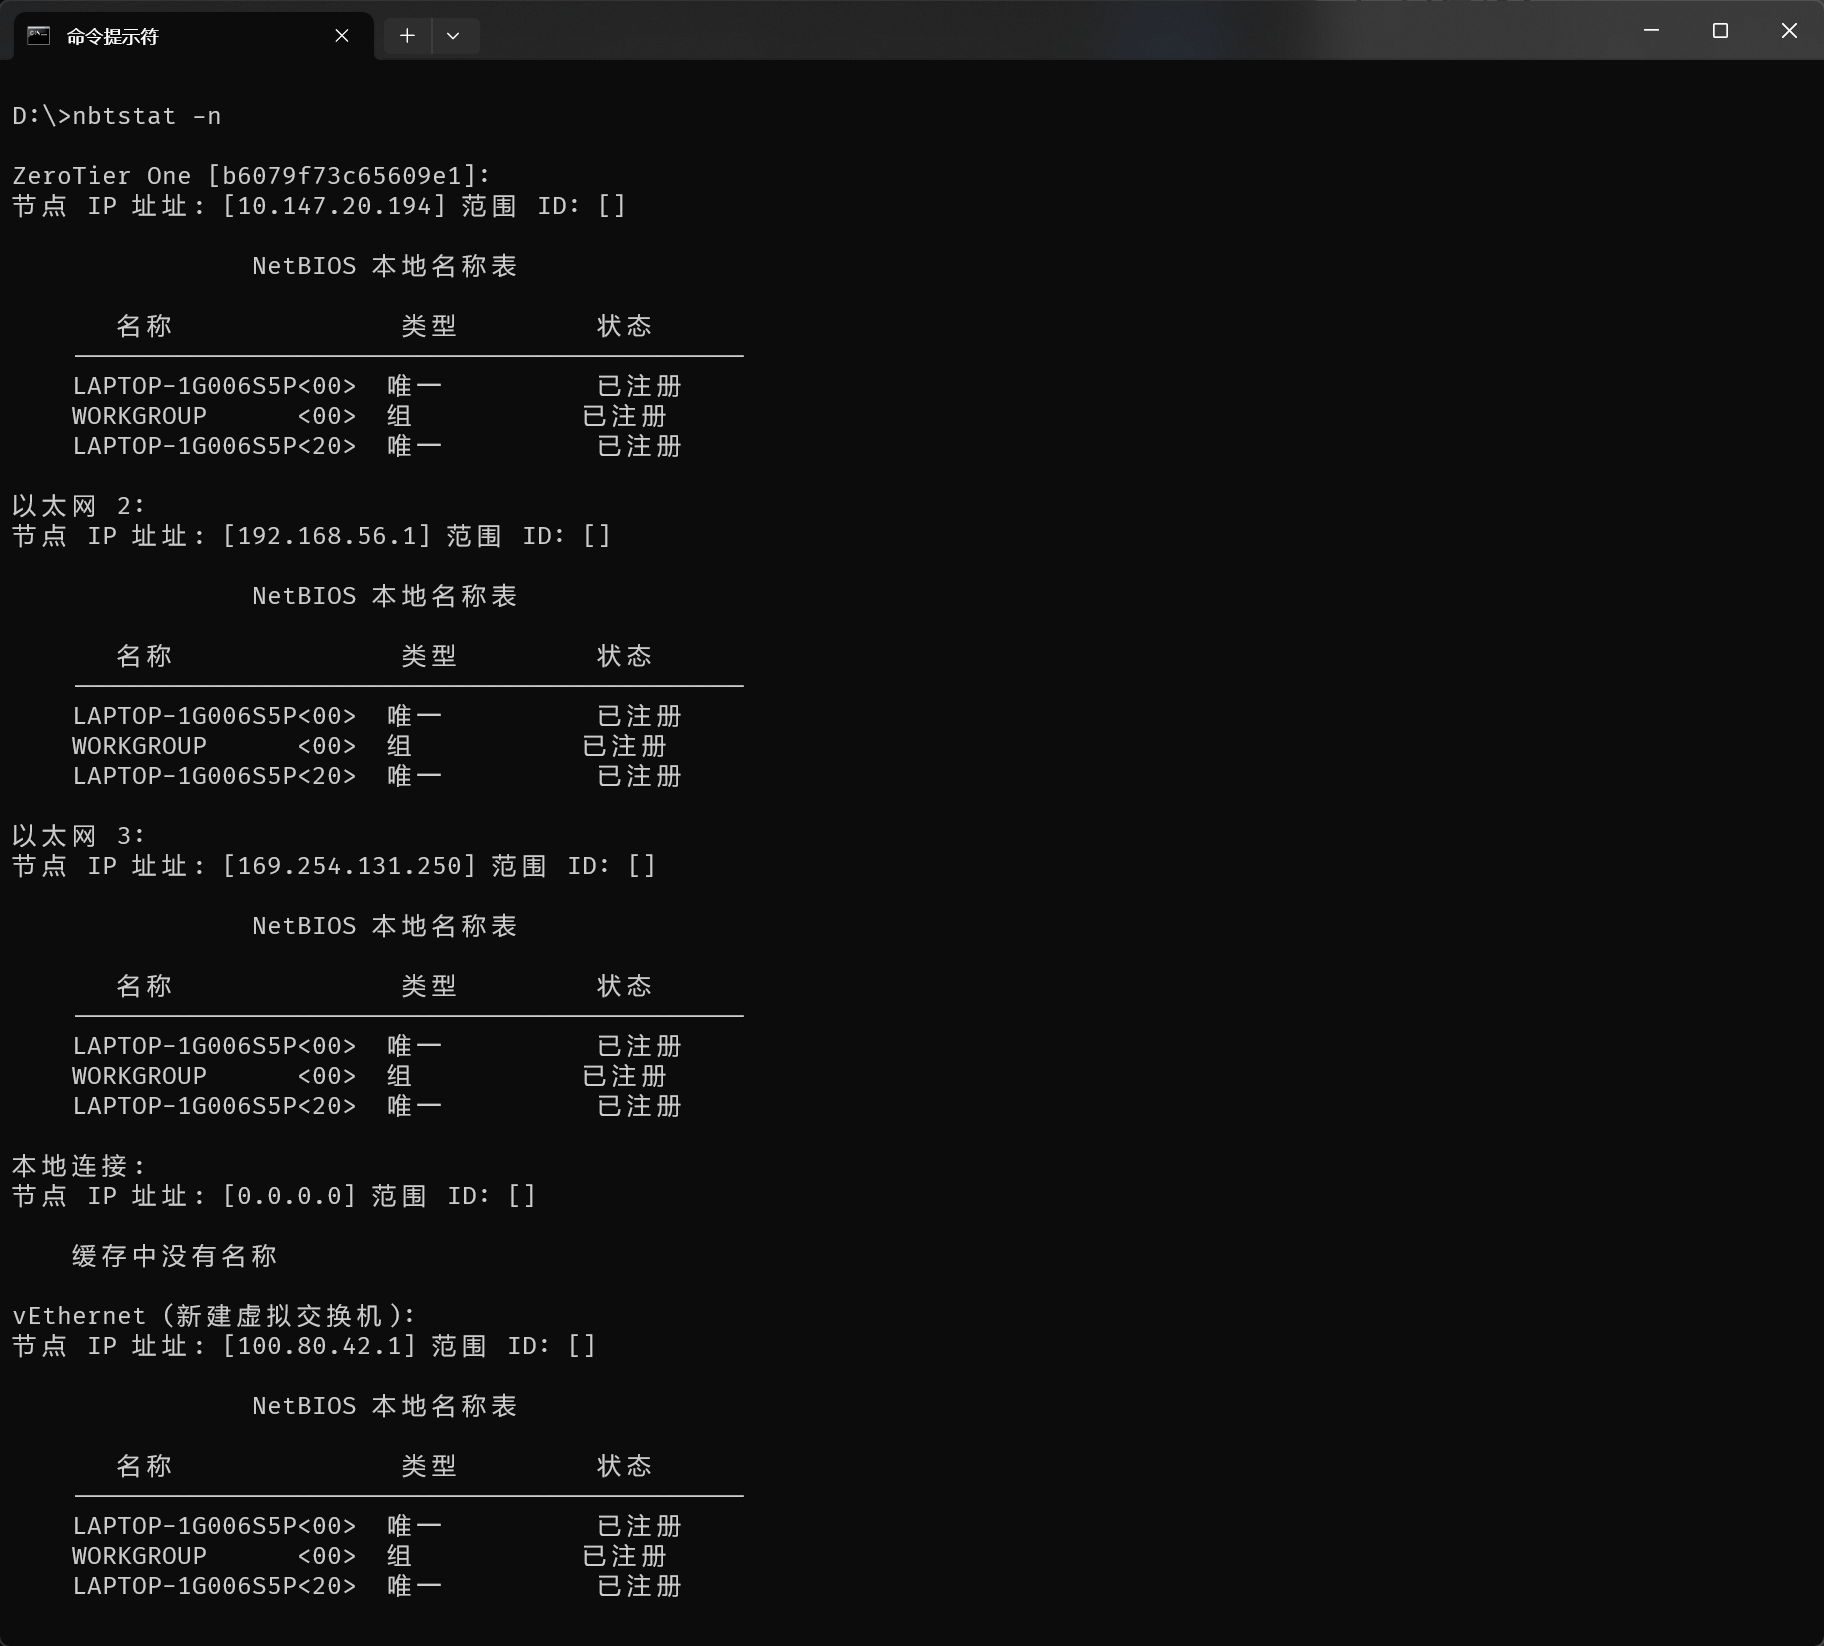 命令提示符
D:\>nbtstat -n
ZeroTier One [b6079f73c65609e1]:
节点 IP 址址: [10.147.20.194] 范围 ID: []
NetBIOS 本地名称表
名称 类型 状态
LAPTOP-1G006S5P<00> 唯一 已注册
WORKGROUP <00> 组 已注册
LAPTOP-1G006S5P<20> 唯一 已注册
以太网 2:
节点 IP 址址: [192.168.56.1] 范围 ID: []
NetBIOS 本地名称表
名称 类型 状态
LAPTOP-1G006S5P<00> 唯一 已注册
WORKGROUP <00> 组 已注册
LAPTOP-1G006S5P<20> 唯一 已注册
以太网 3:
节点 IP 址址: [169.254.131.250] 范围 ID: []
NetBIOS 本地名称表
名称 类型 状态
LAPTOP-1G006S5P<00> 唯一 已注册
WORKGROUP <00> 组 已注册
LAPTOP-1G006S5P<20> 唯一 已注册
本地连接:
节点 IP 址址: [0.0.0.0] 范围 ID: []
缓存中没有名称
vEthernet (新建虚拟交换机):
节点 IP 址址: [100.80.42.1] 范围 ID: []
NetBIOS 本地名称表
名称 类型 状态
LAPTOP-1G006S5P<00> 唯一 已注册
WORKGROUP <00> 组 已注册
LAPTOP-1G006S5P<20> 唯一 已注册